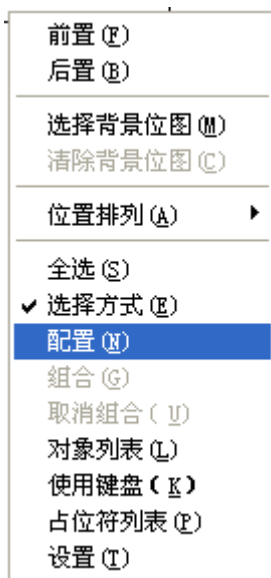 前置(F)
后置(B)
选择背景位图(M)
清除背景位图(C)
位置排列(A)
全选(S)
选择方式(E)
配置(N)
组合(G)
取消组合( U)
对象列表(L)
使用键盘( K)
占位符列表(P)
设置(T)